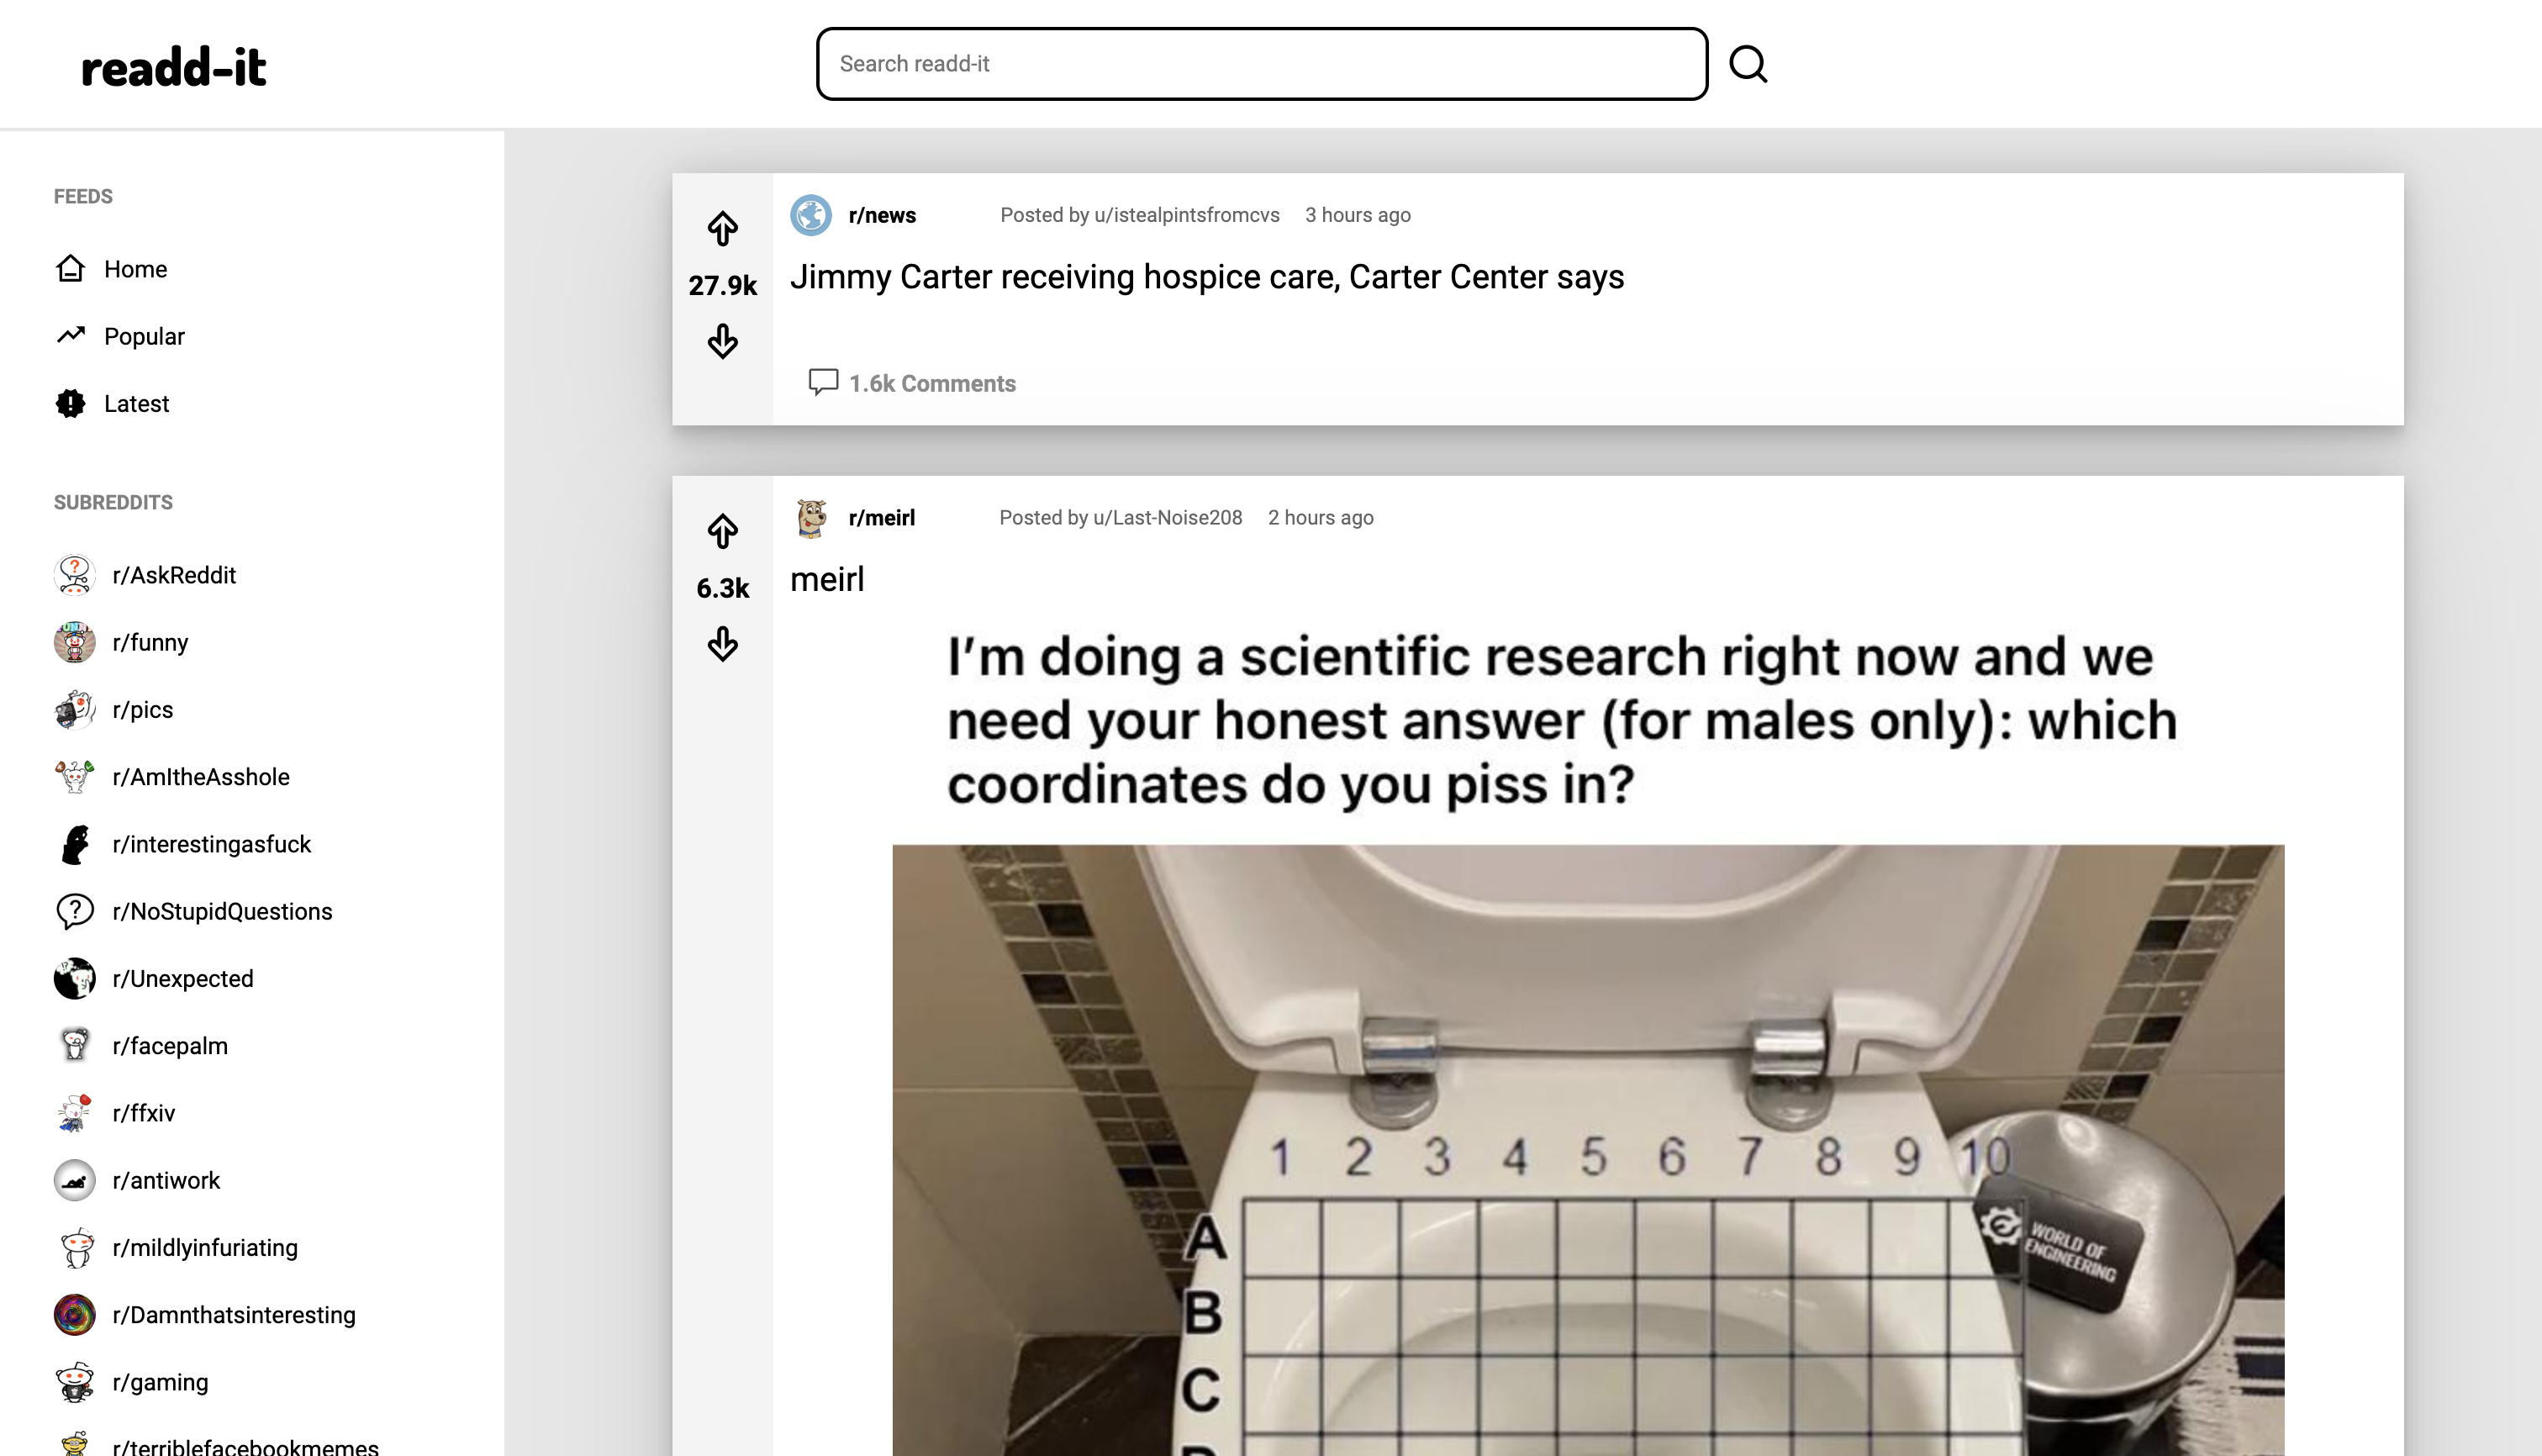 readd-it
Search readd-it
FEEDS
Home
Popular
Latest
SUBREDDITS
r/AskReddit
r/funny
r/pics
r/AmItheAsshole
r/interestingasfuck
r/NoStupidQuestions
r/Unexpected
r/facepalm
r/ffxiv
r/antiwork
r/mildlyinfuriating
r/Damnthatsinteresting
r/gaming
r/terriblefacebookmemes
r/news Posted by u/istealpintsfromcvs 3 hours ago
27.9k
Jimmy Carter receiving hospice care, Carter Center says
1.6k Comments
r/meirl Posted by u/Last-Noise208 2 hours ago
6.3k
meirl
I'm doing a scientific research right now and we
need your honest answer (for males only): which
coordinates do you piss in?
1 2 3 4 5 6 7 8 9 10
A
WORLD OF
ENGINEERING
B
C